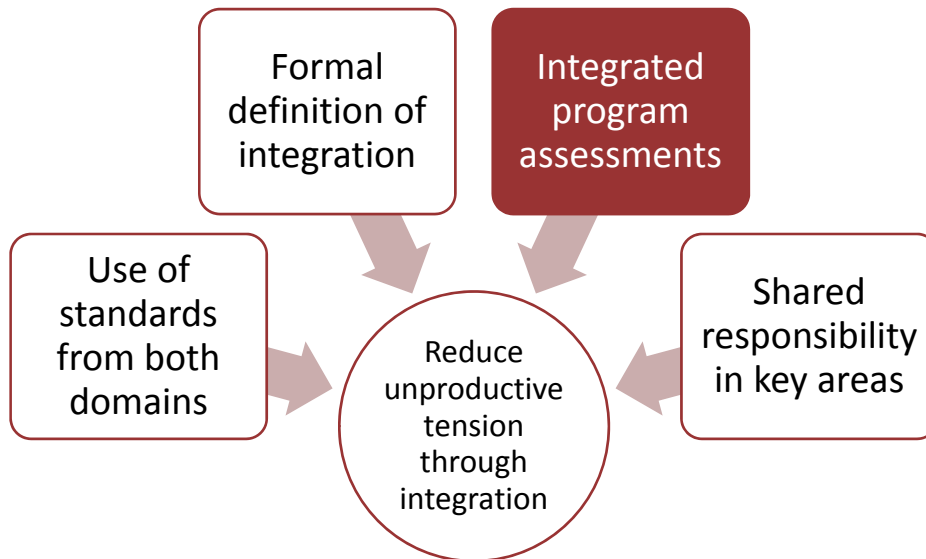 Formal
definition of
integration
Integrated
program
assessments
Use of
standards
from both
domains
Shared
responsibility
in key areas
Reduce
unproductive
tension
through
integration